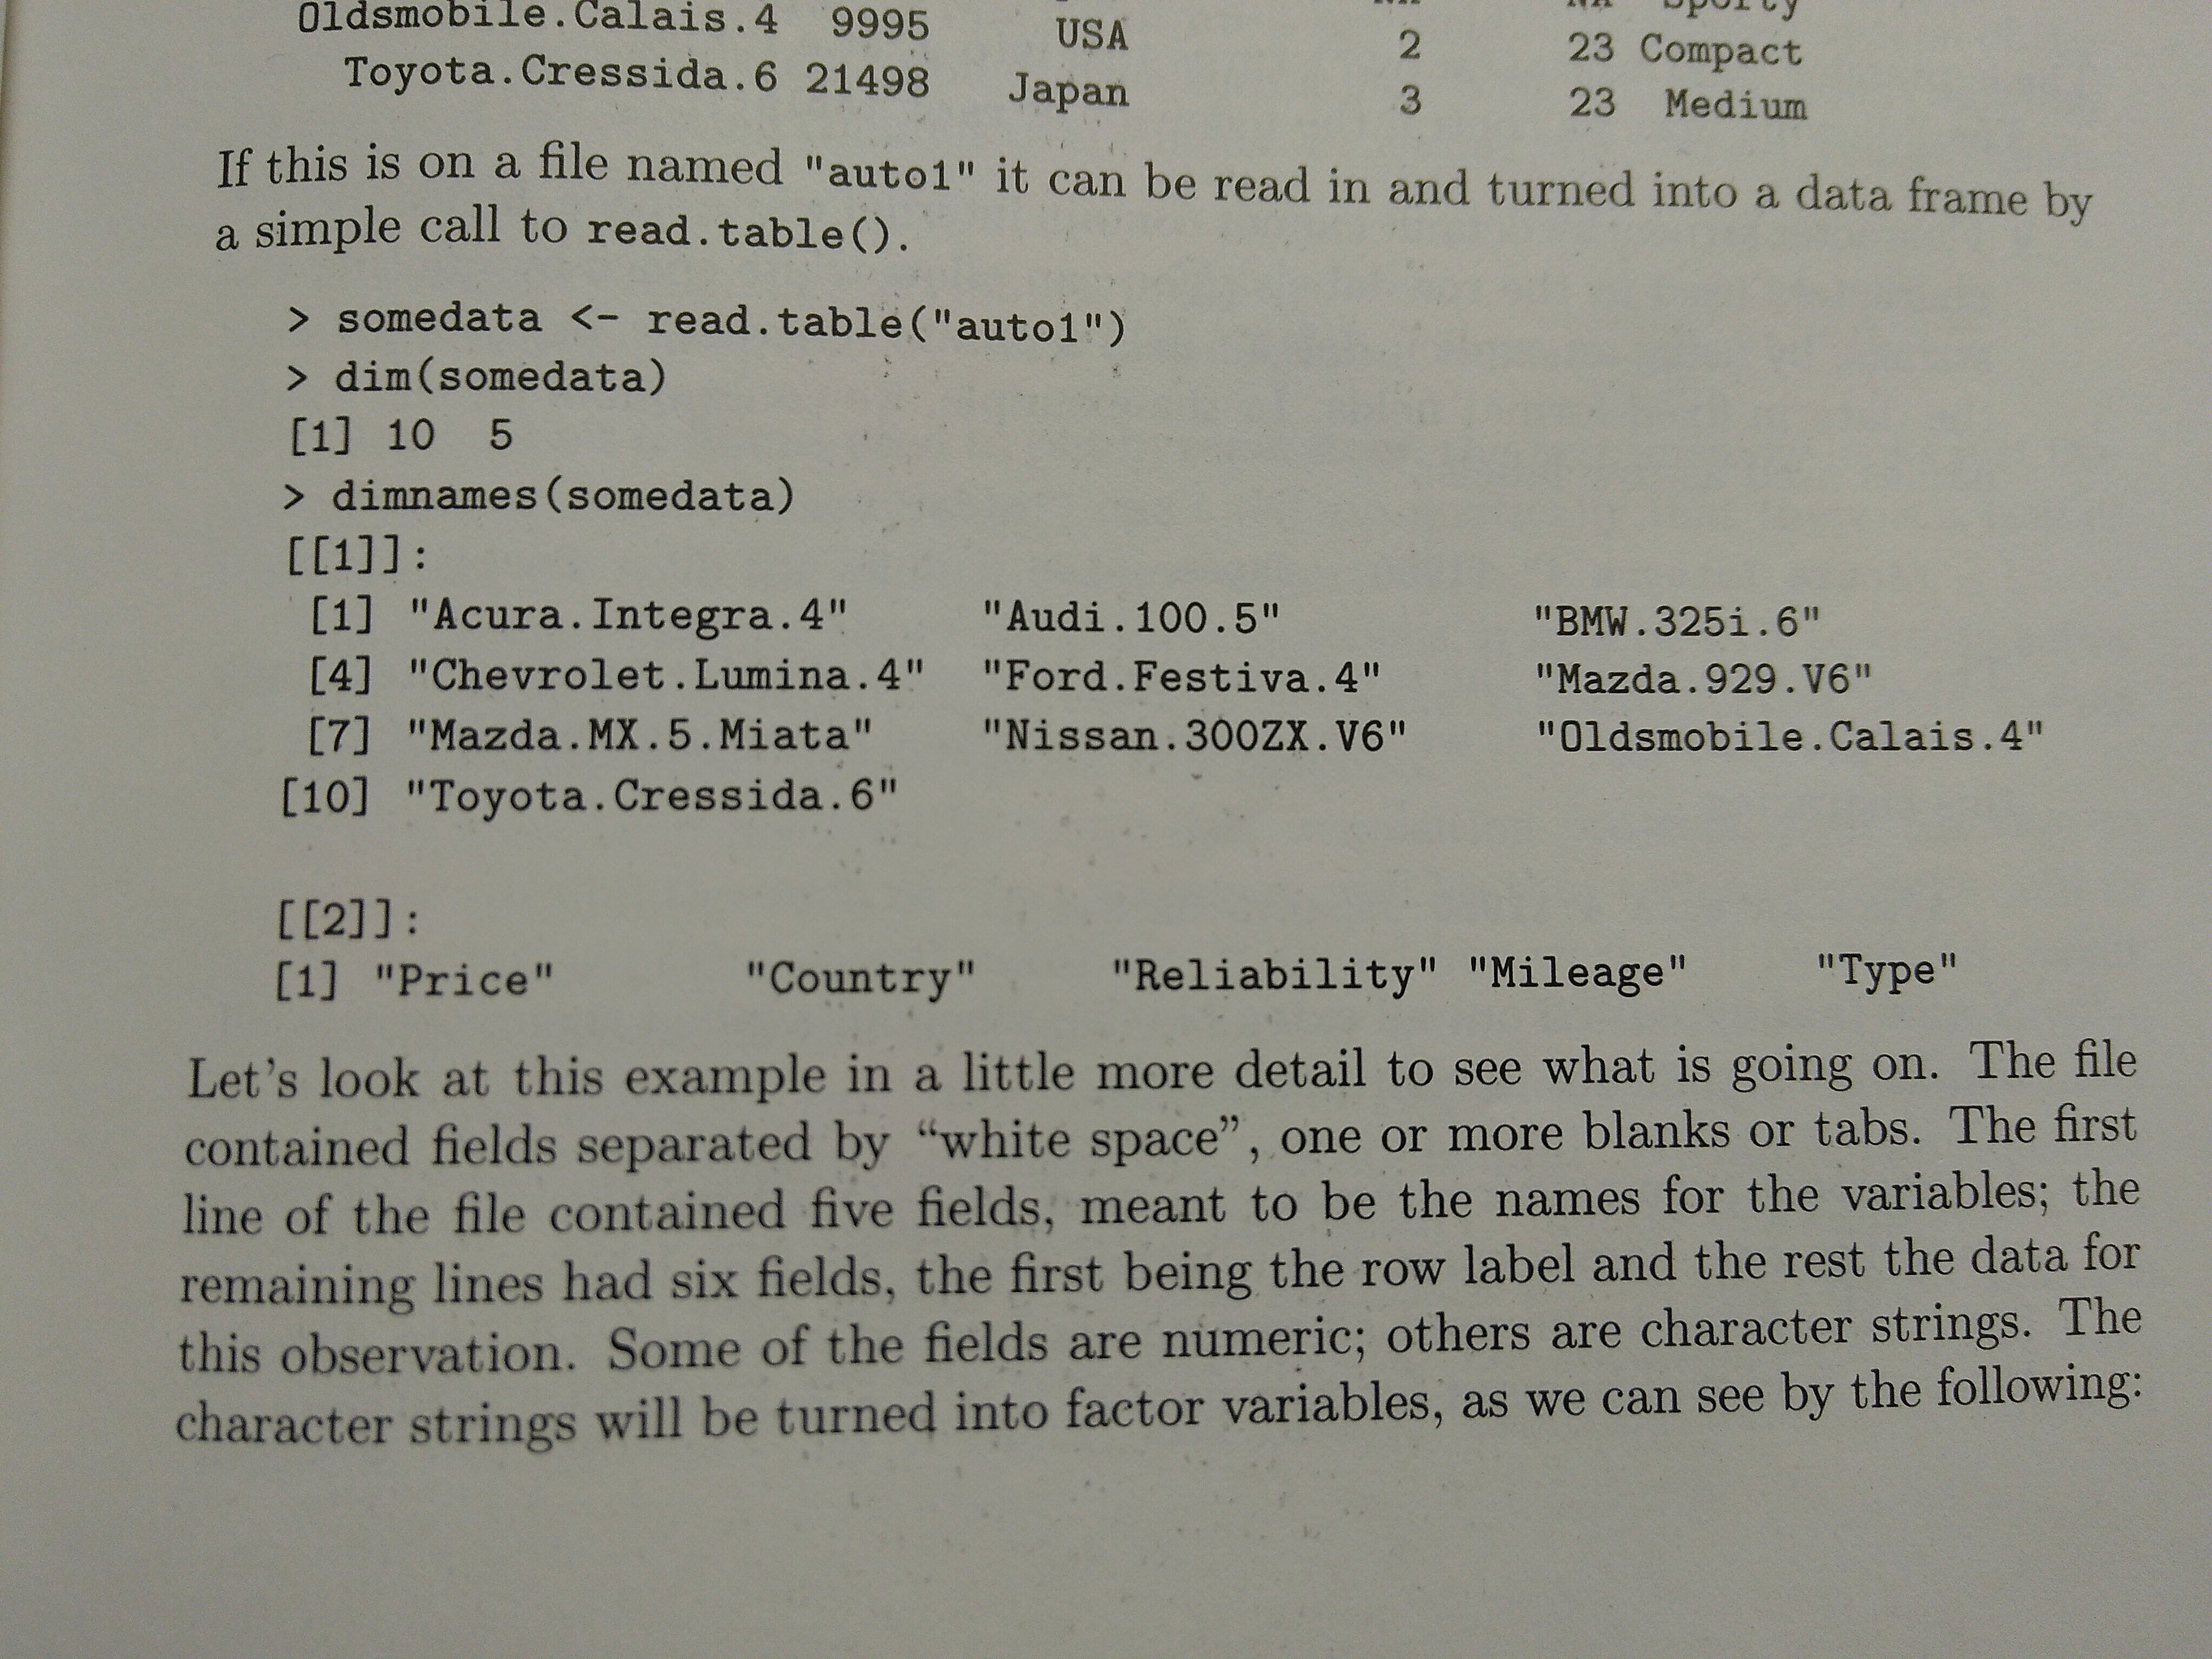 Oldsmobile.Calais.4  9995     USA     2     23 Compact
Toyota.Cressida.6 21498   Japan     3     23  Medium
If this is on a file named "auto1" it can be read in and turned into a data frame by
a simple call to read.table().
> somedata <- read.table("auto1")
> dim(somedata)
[1] 10  5
> dimnames(somedata)
[[1]]:
[1] "Acura.Integra.4"     "Audi.100.5"          "BMW.325i.6"
[4] "Chevrolet.Lumina.4"  "Ford.Festiva.4"      "Mazda.929.V6"
[7] "Mazda.MX.5.Miata"    "Nissan.300ZX.V6"     "Oldsmobile.Calais.4"
[10] "Toyota.Cressida.6"
[[2]]:
[1] "Price"       "Country"     "Reliability" "Mileage"     "Type"
Let's look at this example in a little more detail to see what is going on. The file
contained fields separated by “white space”, one or more blanks or tabs. The first
line of the file contained five fields, meant to be the names for the variables; the
remaining lines had six fields, the first being the row label and the rest the data for
this observation. Some of the fields are numeric; others are character strings. The
character strings will be turned into factor variables, as we can see by the following: